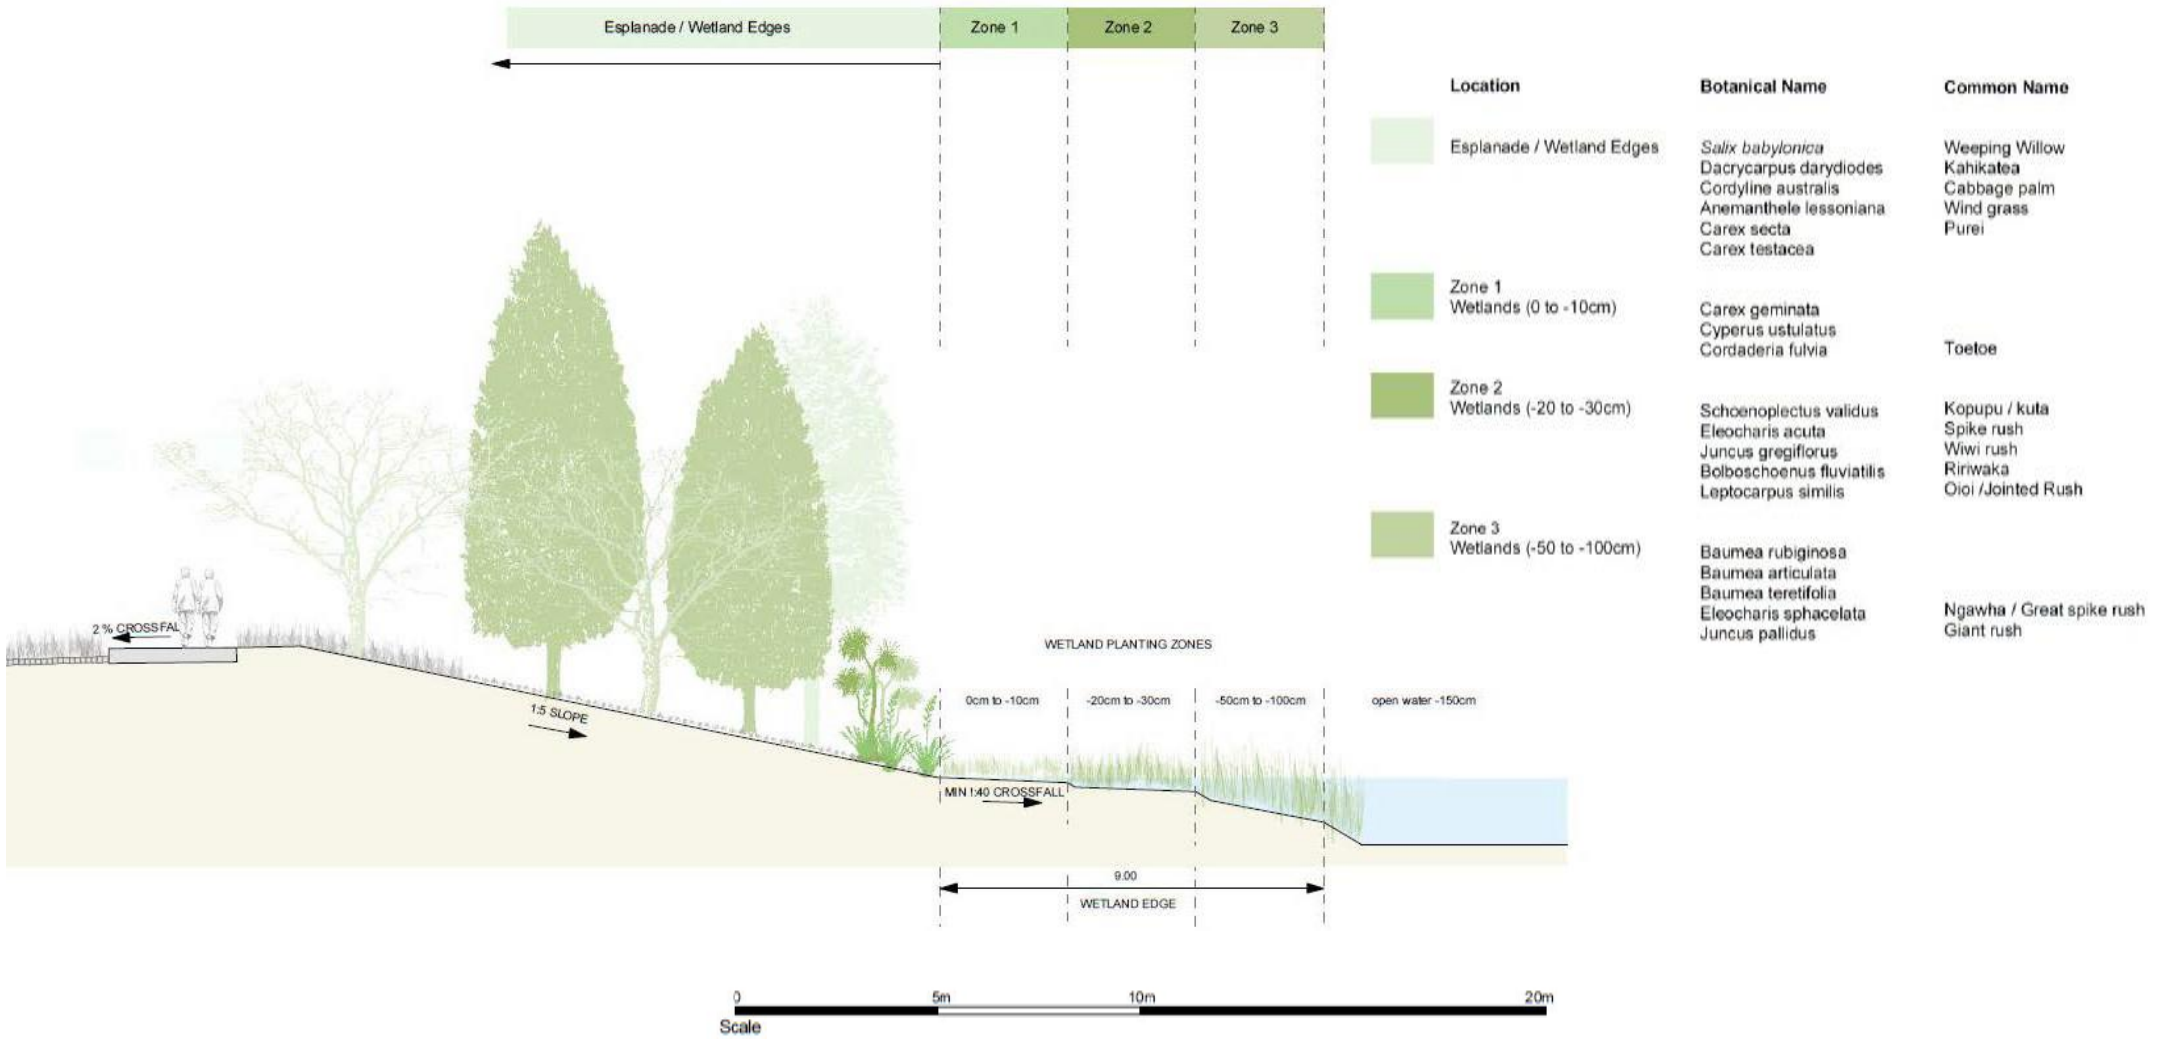 Esplanade / Wetland Edges
Zone 1
Zone 2
Zone 3
Location
Botanical Name
Common Name
Esplanade / Wetland Edges
Salix babylonica
Weeping Willow
Dacrycarpus darydiodes
Kahikatea
Cordyline australis
Cabbage palm
Anemanthele lessoniana
Wind grass
Carex secta
Purei
Carex testacea
Zone 1
Wetlands (0 to -10cm)
Carex geminata
Cyperus ustulatus
Cordaderia fulvia
Toetoe
Zone 2
Wetlands (-20 to -30cm)
Schoenoplectus validus
Kopupu / kuta
Eleocharis acuta
Spike rush
Juncus gregiflorus
Wiwi rush
Bolboschoenus fluviatilis
Ririwaka
Leptocarpus similis
Oioi /Jointed Rush
Zone 3
Wetlands (-50 to -100cm)
Baumea rubiginosa
Baumea articulata
Baumea teretifolia
Eleocharis sphacelata
Ngawha / Great spike rush
Juncus pallidus
Giant rush
2 % CROSSFAL
1:5 SLOPE
WETLAND PLANTING ZONES
0cm to -10cm
-20cm to -30cm
-50cm to -100cm
open water -150cm
MIN 1:40 CROSSFALL
9.00
WETLAND EDGE
0
5m
10m
20m
Scale